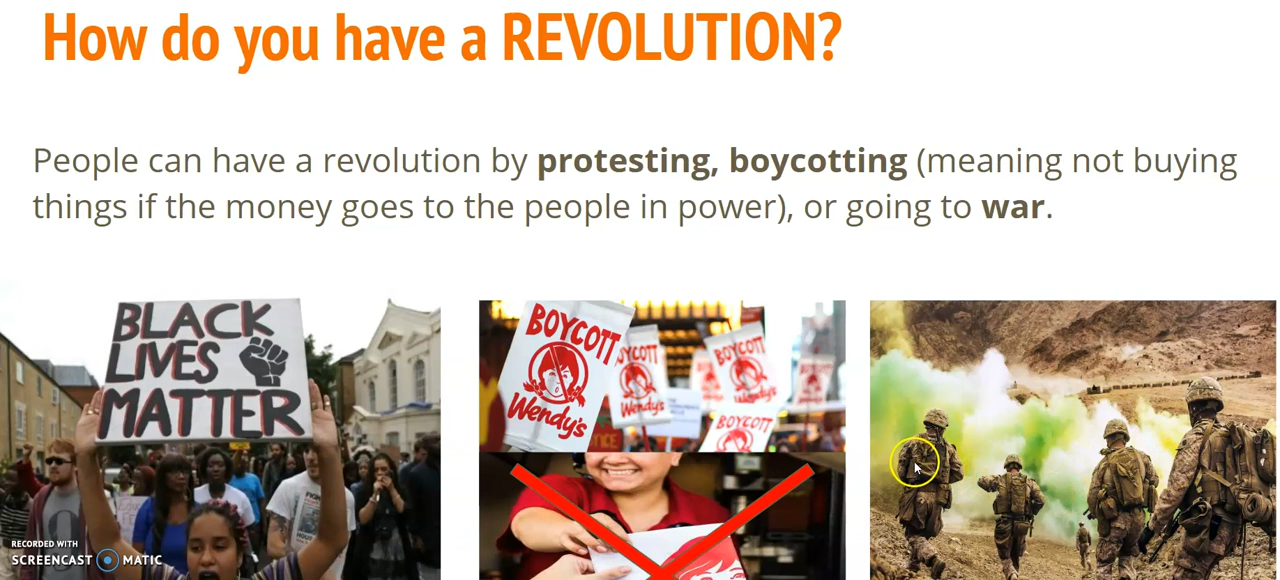 How do you have a REVOLUTION?
People can have a revolution by protesting, boycotting (meaning not buying
things if the money goes to the people in power), or going to war.
BLACK
LIVES
MATTER
BOYCOTT
Wendy's
BOYCOTT
Wendy's
BOYCOTT
BOYCOTT
RECORDED WITH
SCREENCAST MATIC